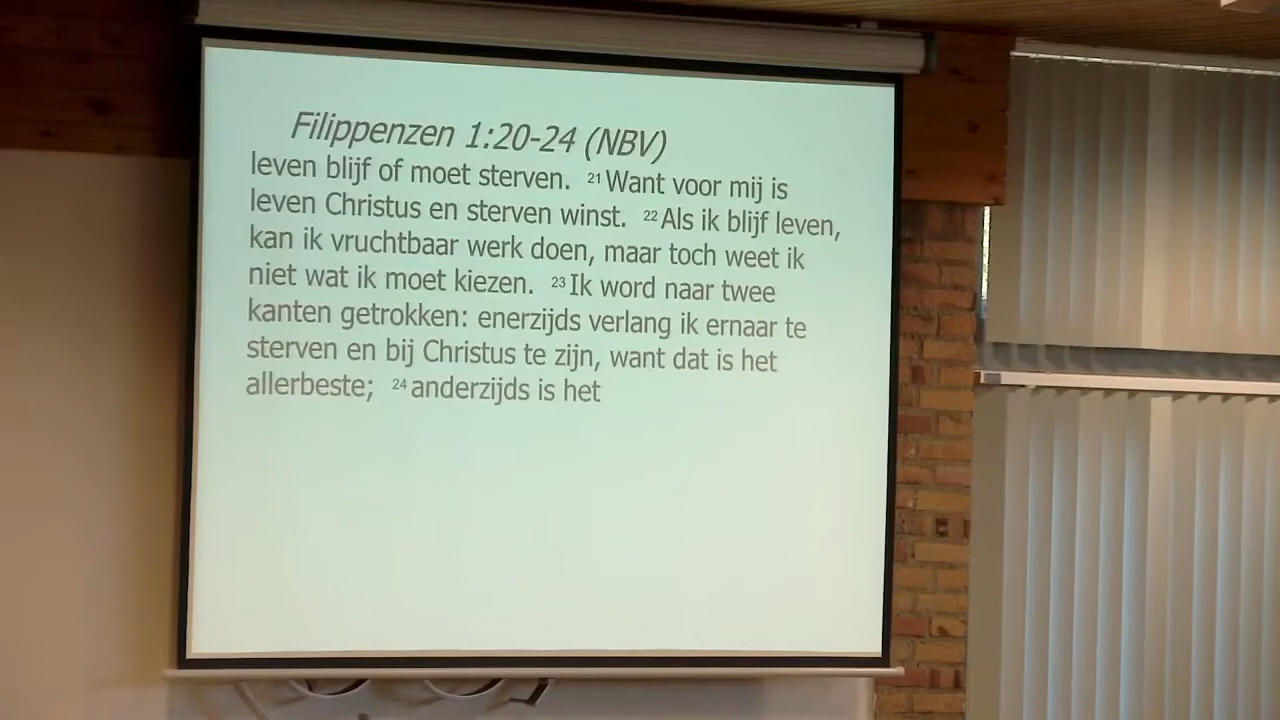 Filippenzen 1:20-24 (NBV)
leven blijf of moet sterven. 21 Want voor mij is
leven Christus en sterven winst. 22 Als ik blijf leven,
kan ik vruchtbaar werk doen, maar toch weet ik
niet wat ik moet kiezen. 23 Ik word naar twee
kanten getrokken: enerzijds verlang ik ernaar te
sterven en bij Christus te zijn, want dat is het
allerbeste; 24 anderzijds is het